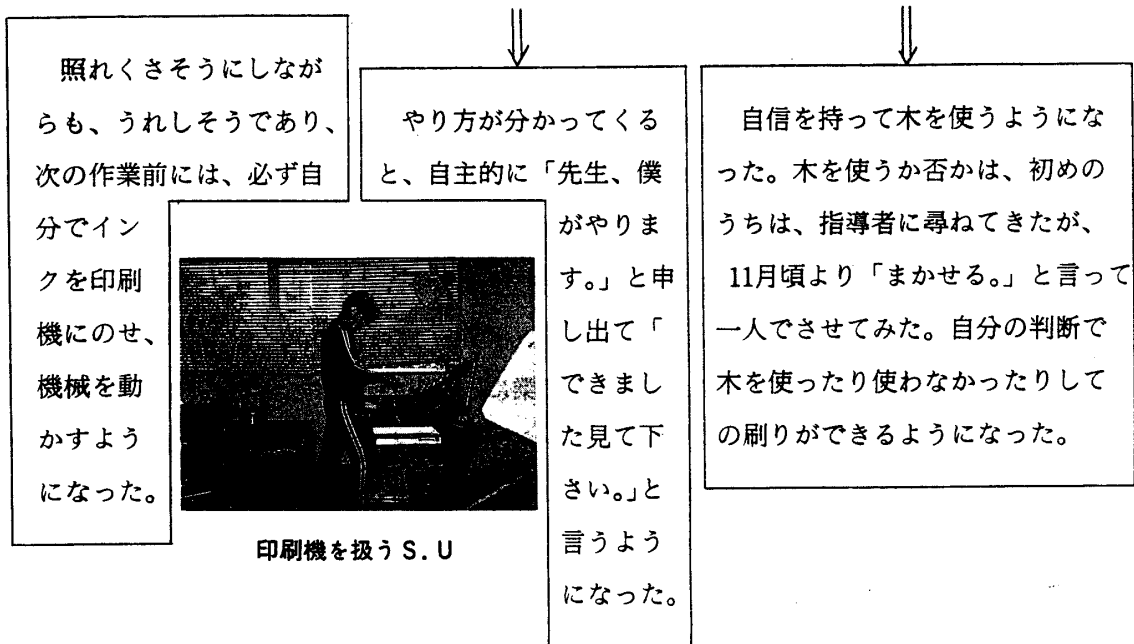 照れくさそうにしなが
らも、うれしそうであり、
次の作業前には、必ず自
分でイン
クを印刷
機にのせ、
機械を動
かすよう
になった。
印刷機を扱うS.U
やり方が分かってくる
と、自主的に「先生、僕
がやりま
す。」と申
し出て「
できまし
た見て下
さい。」と
言うよう
になった。
自信を持って木を使うようにな
った。木を使うか否かは、初めの
うちは、指導者に尋ねてきたが、
11月頃より「まかせる。」と言って
一人でさせてみた。自分の判断で
木を使ったり使わなかったりして
の刷りができるようになった。